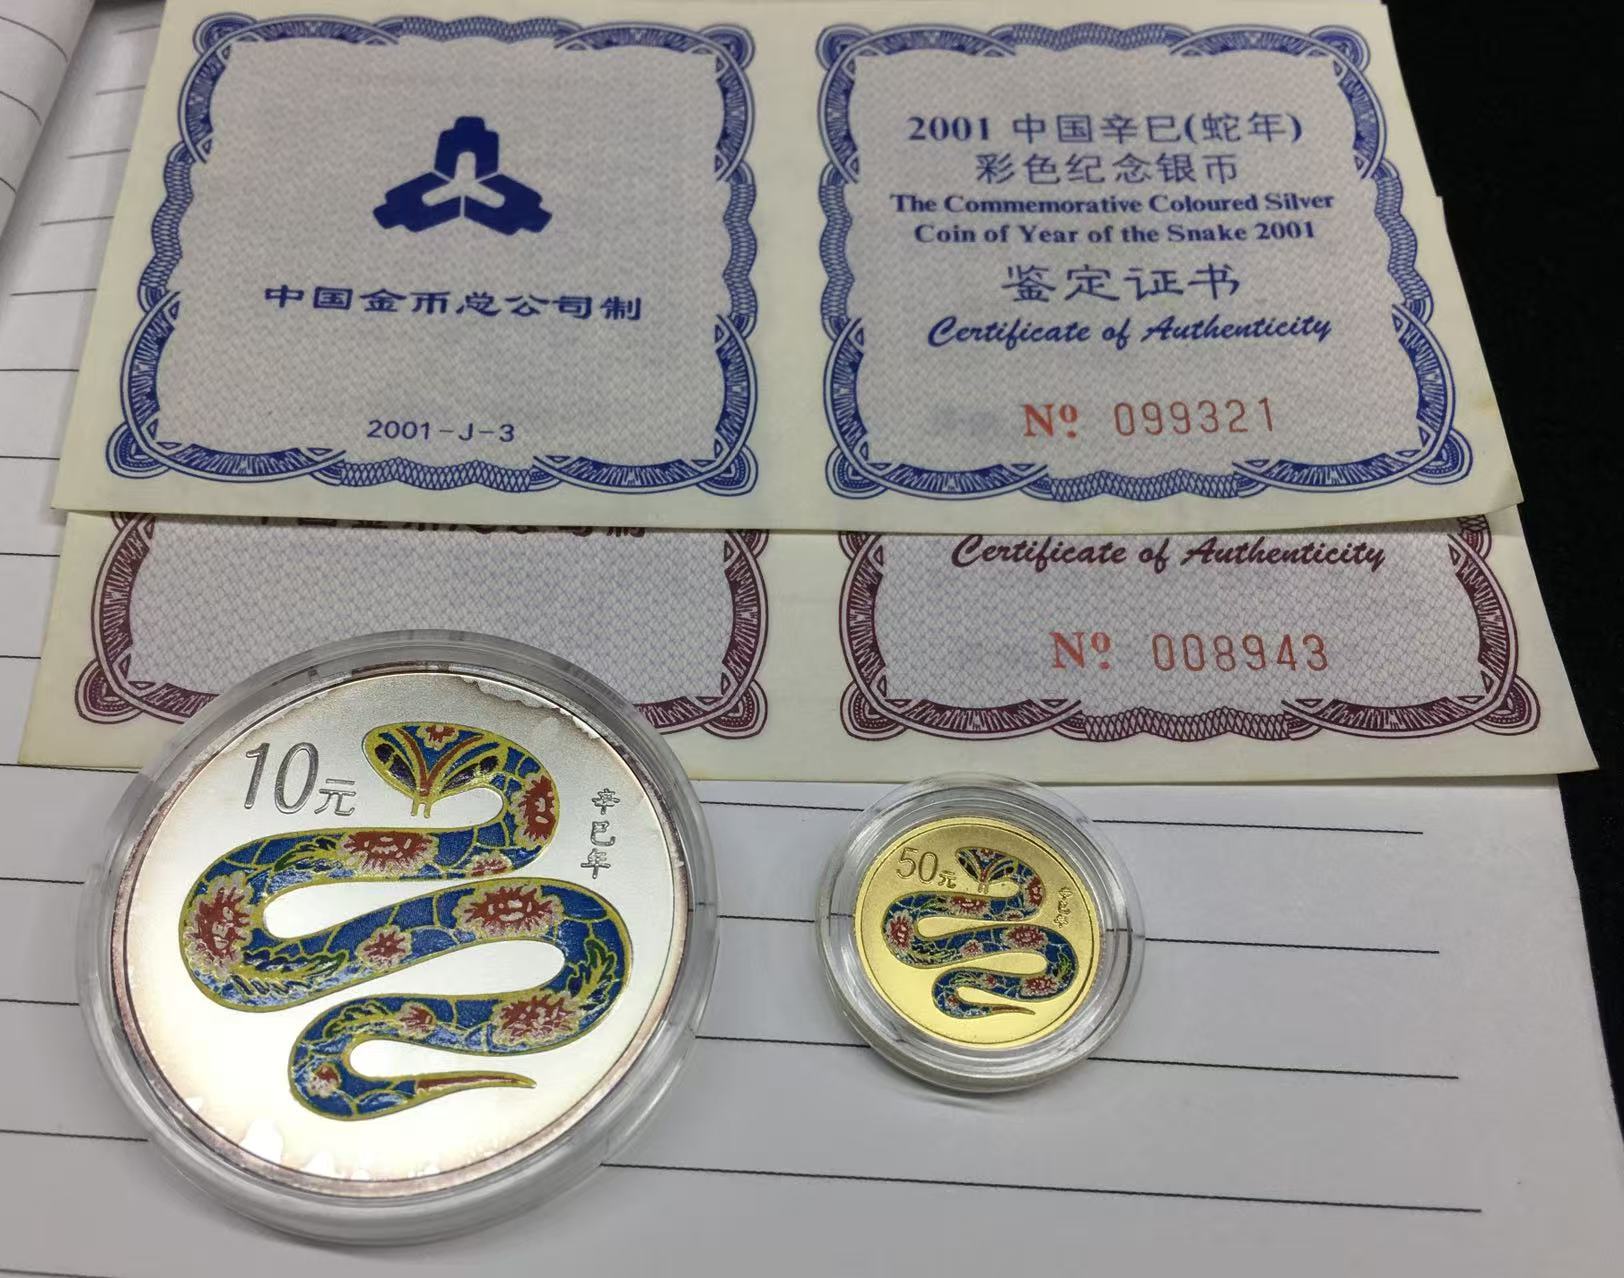 中国金币总公司制
2001-J-3
2001 中国辛巳(蛇年)
彩色纪念银币
The Commemorative Coloured Silver
Coin of Year of the Snake 2001
鉴定证书
Certificate of Authenticity
Nº 099321
Certificate of Authenticity
Nº 008943
10元
辛巳年
50元
辛巳年